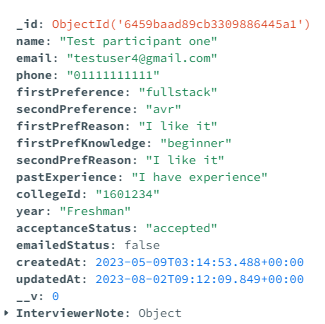 _id: ObjectId('6459baad89cb3309886445a1')
name: "Test participant one"
email: "testuser4@gmail.com"
phone: "01111111111"
firstPreference: "fullstack"
secondPreference: "avr"
firstPrefReason: "I like it"
firstPrefKnowledge: "beginner"
secondPrefReason: "I like it"
pastExperience: "I have experience"
collegeId: "1601234"
year: "Freshman"
acceptanceStatus: "accepted"
emailedStatus: false
createdAt: 2023-05-09T03:14:53.488+00:00
updatedAt: 2023-08-02T09:12:09.849+00:00
__v: 0
InterviewerNote: Object